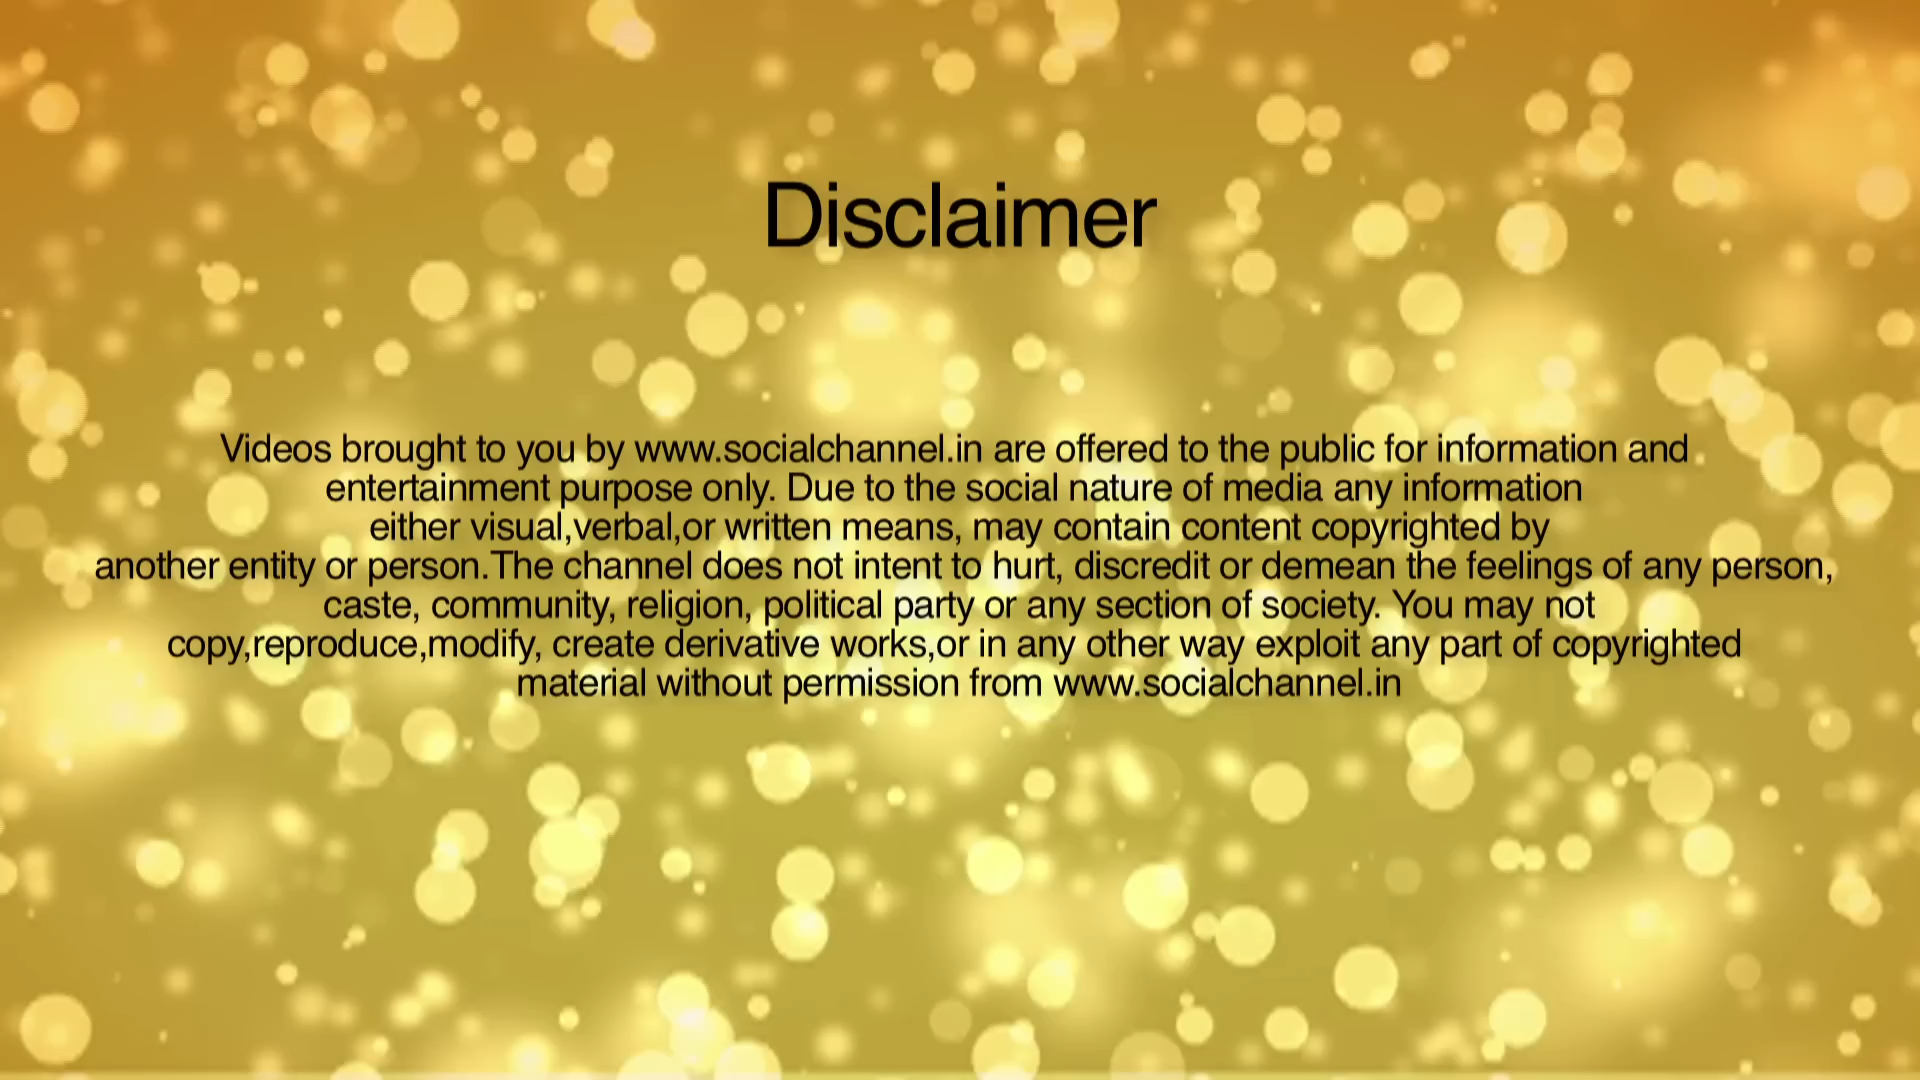 Disclaimer
Videos brought to you by www.socialchannel.in are offered to the public for information and
entertainment purpose only. Due to the social nature of media any information
either visual,verbal,or written means, may contain content copyrighted by
another entity or person.The channel does not intent to hurt, discredit or demean the feelings of any person,
caste, community, religion, political party or any section of society. You may not
copy,reproduce,modify, create derivative works,or in any other way exploit any part of copyrighted
material without permission from www.socialchannel.in